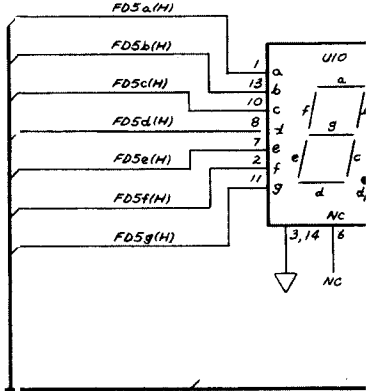 FD5a(H)
U10
1
a
a
FD5b(H)
13
b
f
FD5c(H)
10
c
g
FD5d(H)
8
d
FD5e(H)
7
e
e
c
FD5f(H)
2
f
d
11
g
NC
FD5g(H)
3, 14
6
NC